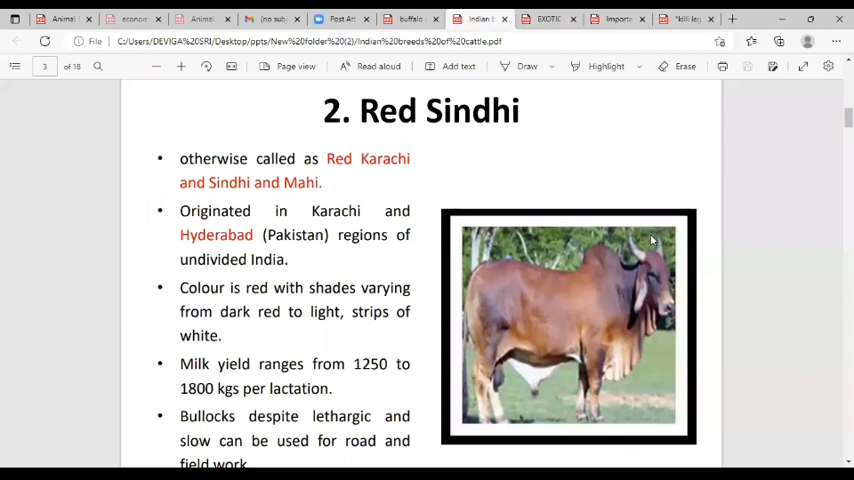 Animal
econom
Animal
(no subj
Post Att
buffalo
Indian b
EXOTIC
Importa
*killi leg
File
C:/Users/DEVIGA SRI/Desktop/ppts/New%20folder%20(2)/Indian%20breeds%20of%20cattle.pdf
3 of 18
Page view
Read aloud
Add text
Draw
Highlight
Erase
2. Red Sindhi
• otherwise called as Red Karachi
and Sindhi and Mahi.
• Originated in Karachi and
Hyderabad (Pakistan) regions of
undivided India.
• Colour is red with shades varying
from dark red to light, strips of
white.
• Milk yield ranges from 1250 to
1800 kgs per lactation.
• Bullocks despite lethargic and
slow can be used for road and
field work